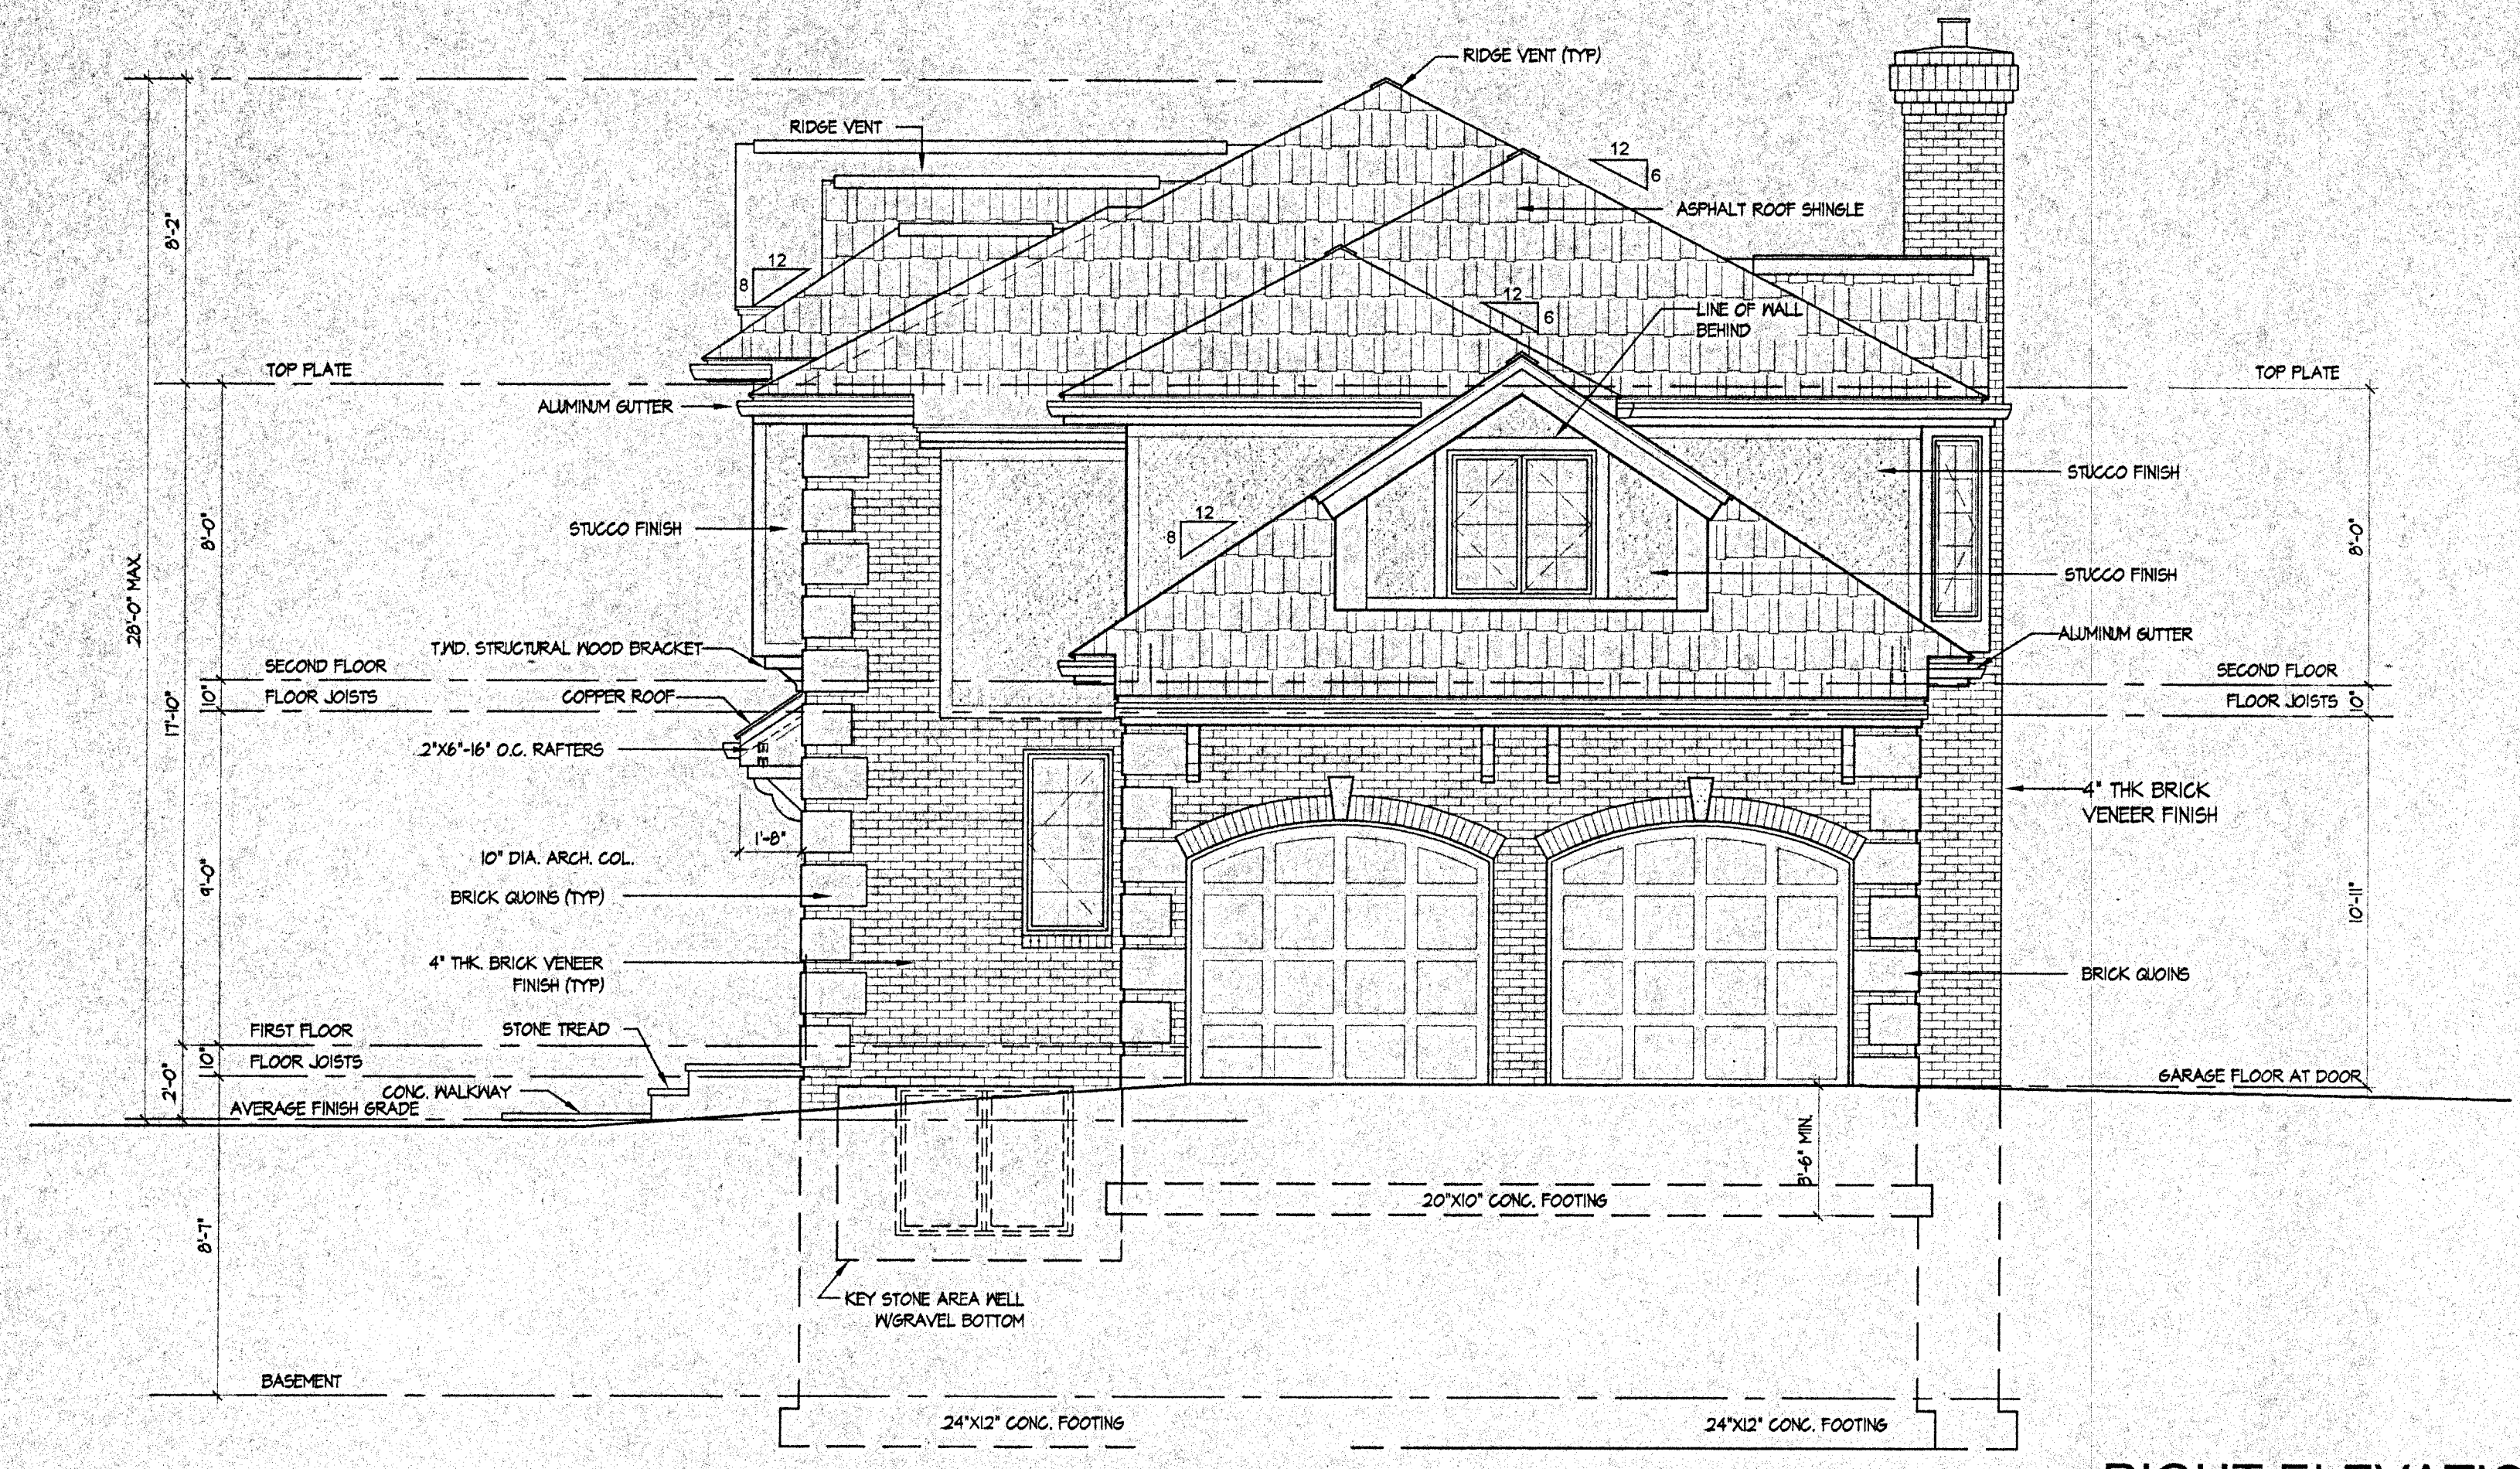 RIDGE VENT (TYP)
RIDGE VENT
12
6
ASPHALT ROOF SHINGLE
8'-2"
12
8
12
6
LINE OF WALL
BEHIND
TOP PLATE
TOP PLATE
ALUMINUM GUTTER
STUCCO FINISH
12
8
STUCCO FINISH
8'-0"
8'-0"
28'-0" MAX.
STUCCO FINISH
T.WD. STRUCTURAL WOOD BRACKET
ALUMINUM GUTTER
SECOND FLOOR
SECOND FLOOR
10"
FLOOR JOISTS
COPPER ROOF
FLOOR JOISTS
10"
17'-10"
2"X6"-16" O.C. RAFTERS
4" THK BRICK
VENEER FINISH
1'-8"
10" DIA. ARCH. COL.
9'-0"
BRICK QUOINS (TYP)
10'-11"
4" THK. BRICK VENEER
FINISH (TYP)
BRICK QUOINS
FIRST FLOOR
STONE TREAD
10"
FLOOR JOISTS
2'-0"
CONC. WALKWAY
GARAGE FLOOR AT DOOR
AVERAGE FINISH GRADE
3'-6" MIN.
20"X10" CONC. FOOTING
8'-7"
KEY STONE AREA WELL
W/GRAVEL BOTTOM
BASEMENT
24"X12" CONC. FOOTING
24"X12" CONC. FOOTING
RIGHT ELEVATIO